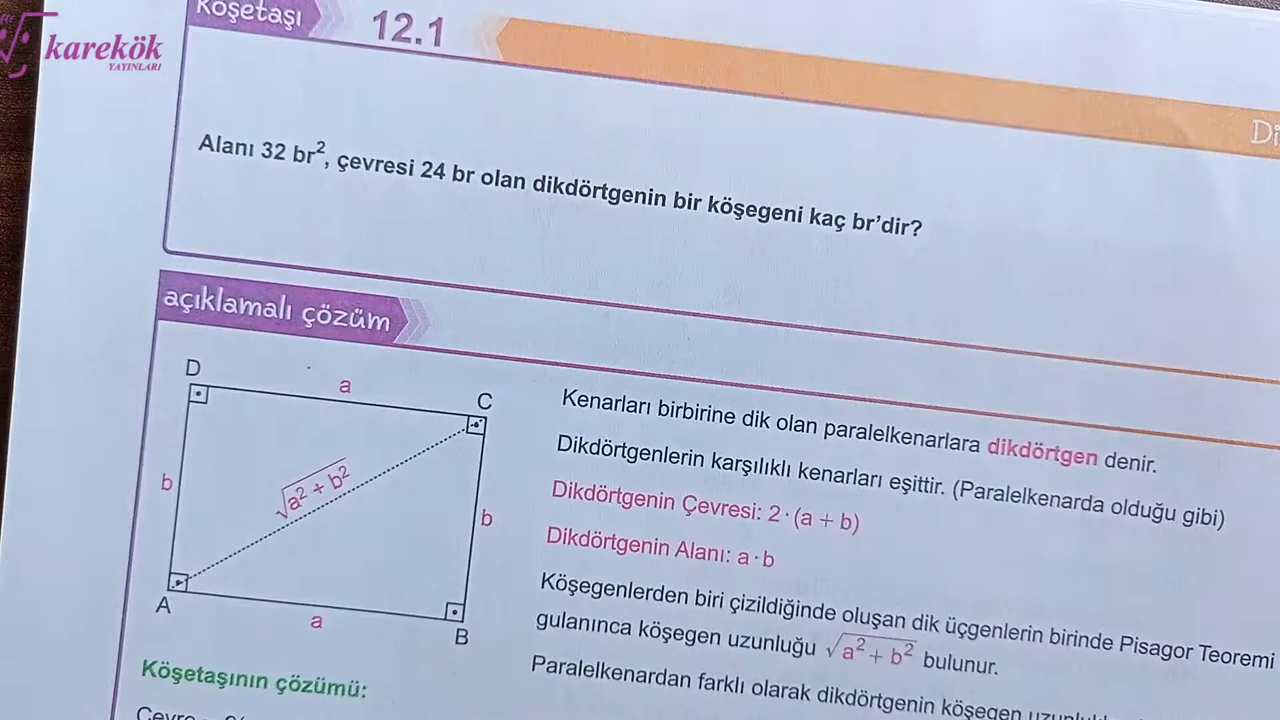 karekök
YAYINLARI
Köşetaşı
12.1
Alanı 32 br², çevresi 24 br olan dikdörtgenin bir köşegeni kaç br'dir?
açıklamalı çözüm
D
a
C
b
√a² + b²
b
A
a
B
Kenarları birbirine dik olan paralelkenarlara dikdörtgen denir.
Dikdörtgenlerin karşılıklı kenarları eşittir. (Paralelkenarda olduğu gibi)
Dikdörtgenin Çevresi: 2·(a + b)
Dikdörtgenin Alanı: a·b
Köşegenlerden biri çizildiğinde oluşan dik üçgenlerin birinde Pisagor Teoremi
gulanınca köşegen uzunluğu √a² + b² bulunur.
Paralelkenardan farklı olarak dikdörtgenin köşegen
Köşetaşının çözümü: